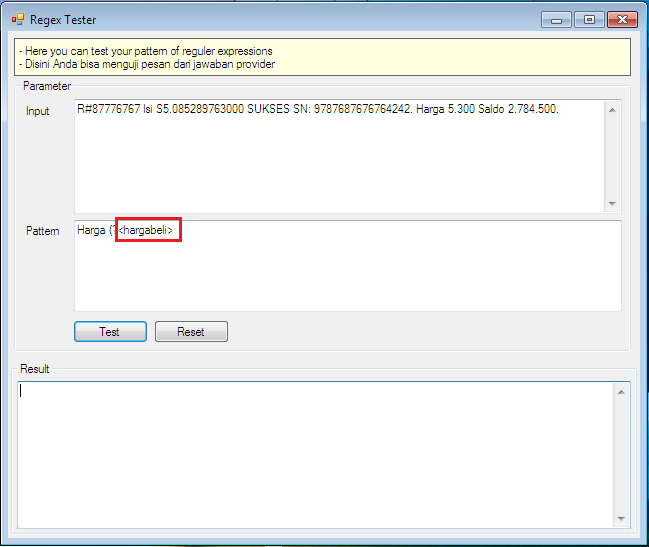 Regex Tester
- Here you can test your pattern of reguler expressions
- Disini Anda bisa menguji pesan dari jawaban provider
Parameter
Input
R#87776767 Isi S5.085289763000 SUKSES SN: 9787687676764242. Harga 5.300 Saldo 2.784.500.
Pattern
Harga (?<hargabeli>
Test
Reset
Result